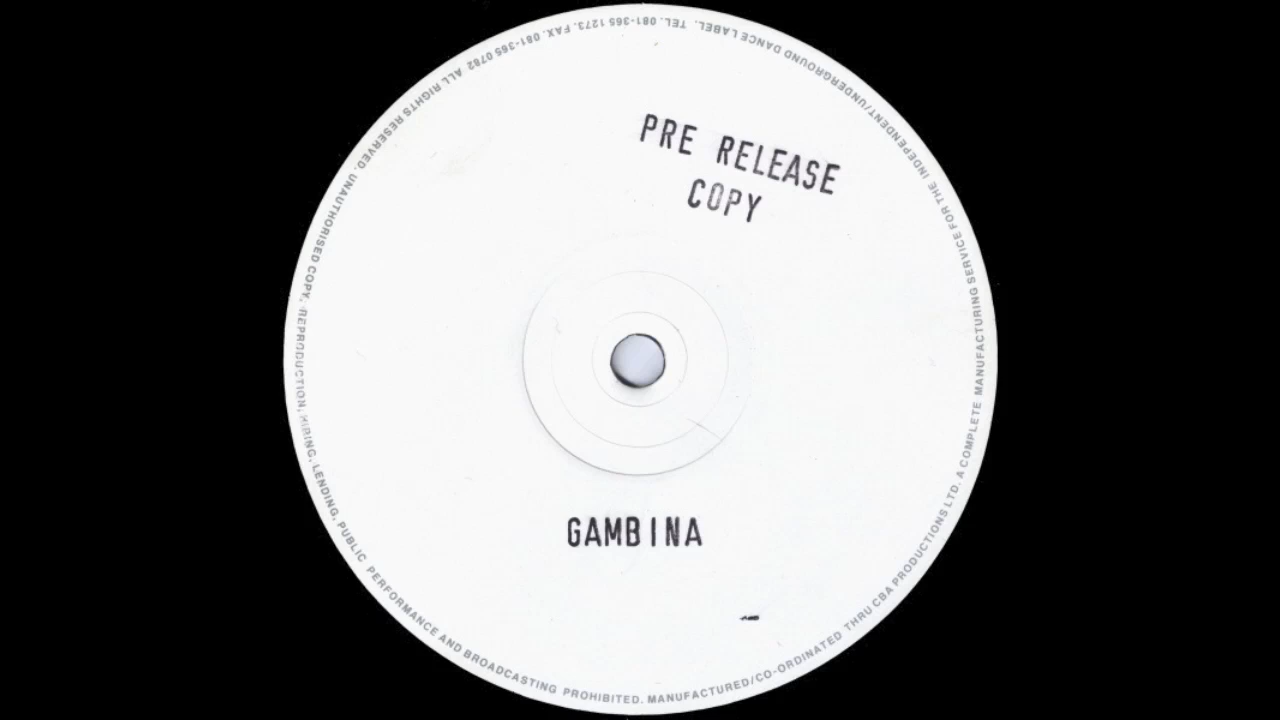 PRE RELEASE
COPY
GAMBINA
ALL RIGHTS RESERVED. UNAUTHORISED COPY, REPRODUCTION, HIRING, LENDING, PUBLIC PERFORMANCE AND BROADCASTING PROHIBITED. MANUFACTURED/CO-ORDINATED THRU CBA PRODUCTIONS LTD. A COMPLETE MANUFACTURING SERVICE FOR THE INDEPENDENT/UNDERGROUND DANCE LABEL. TEL. 081-365 1273. FAX. 081-365 0782